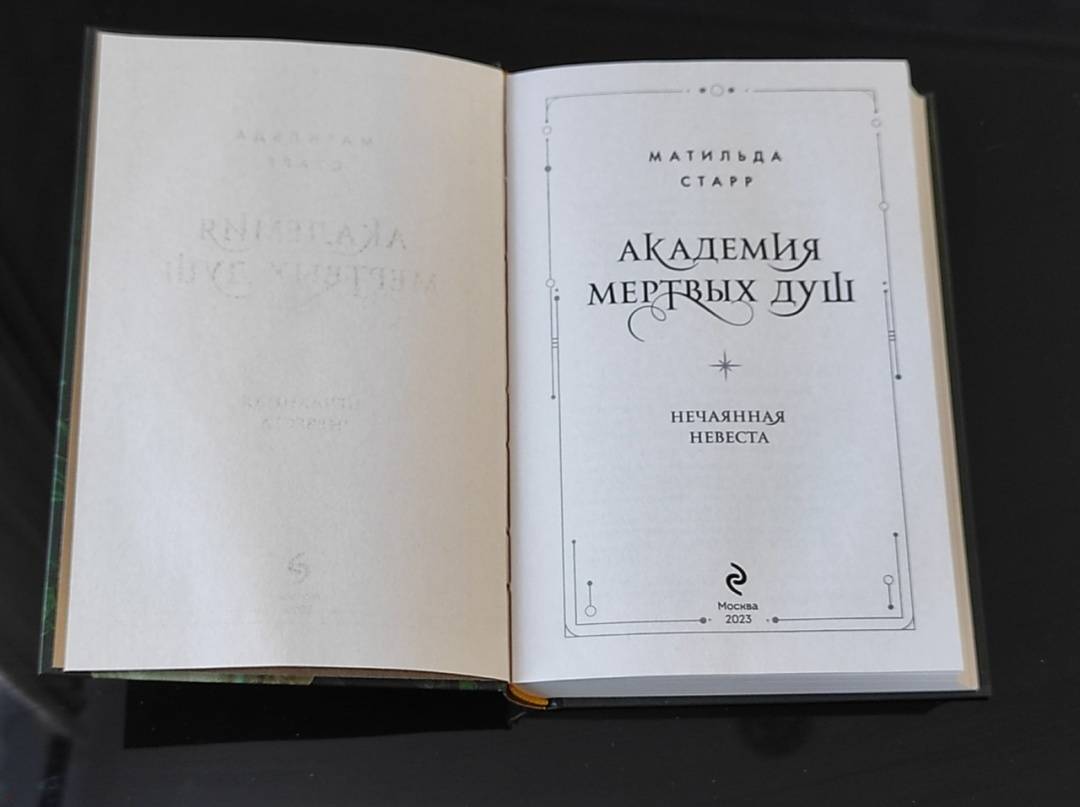 МАТИЛЬДА
СТАРР
АКАДЕМИЯ
МЕРТВЫХ ДУШ
НЕЧАЯННАЯ
НЕВЕСТА
Москва
2023